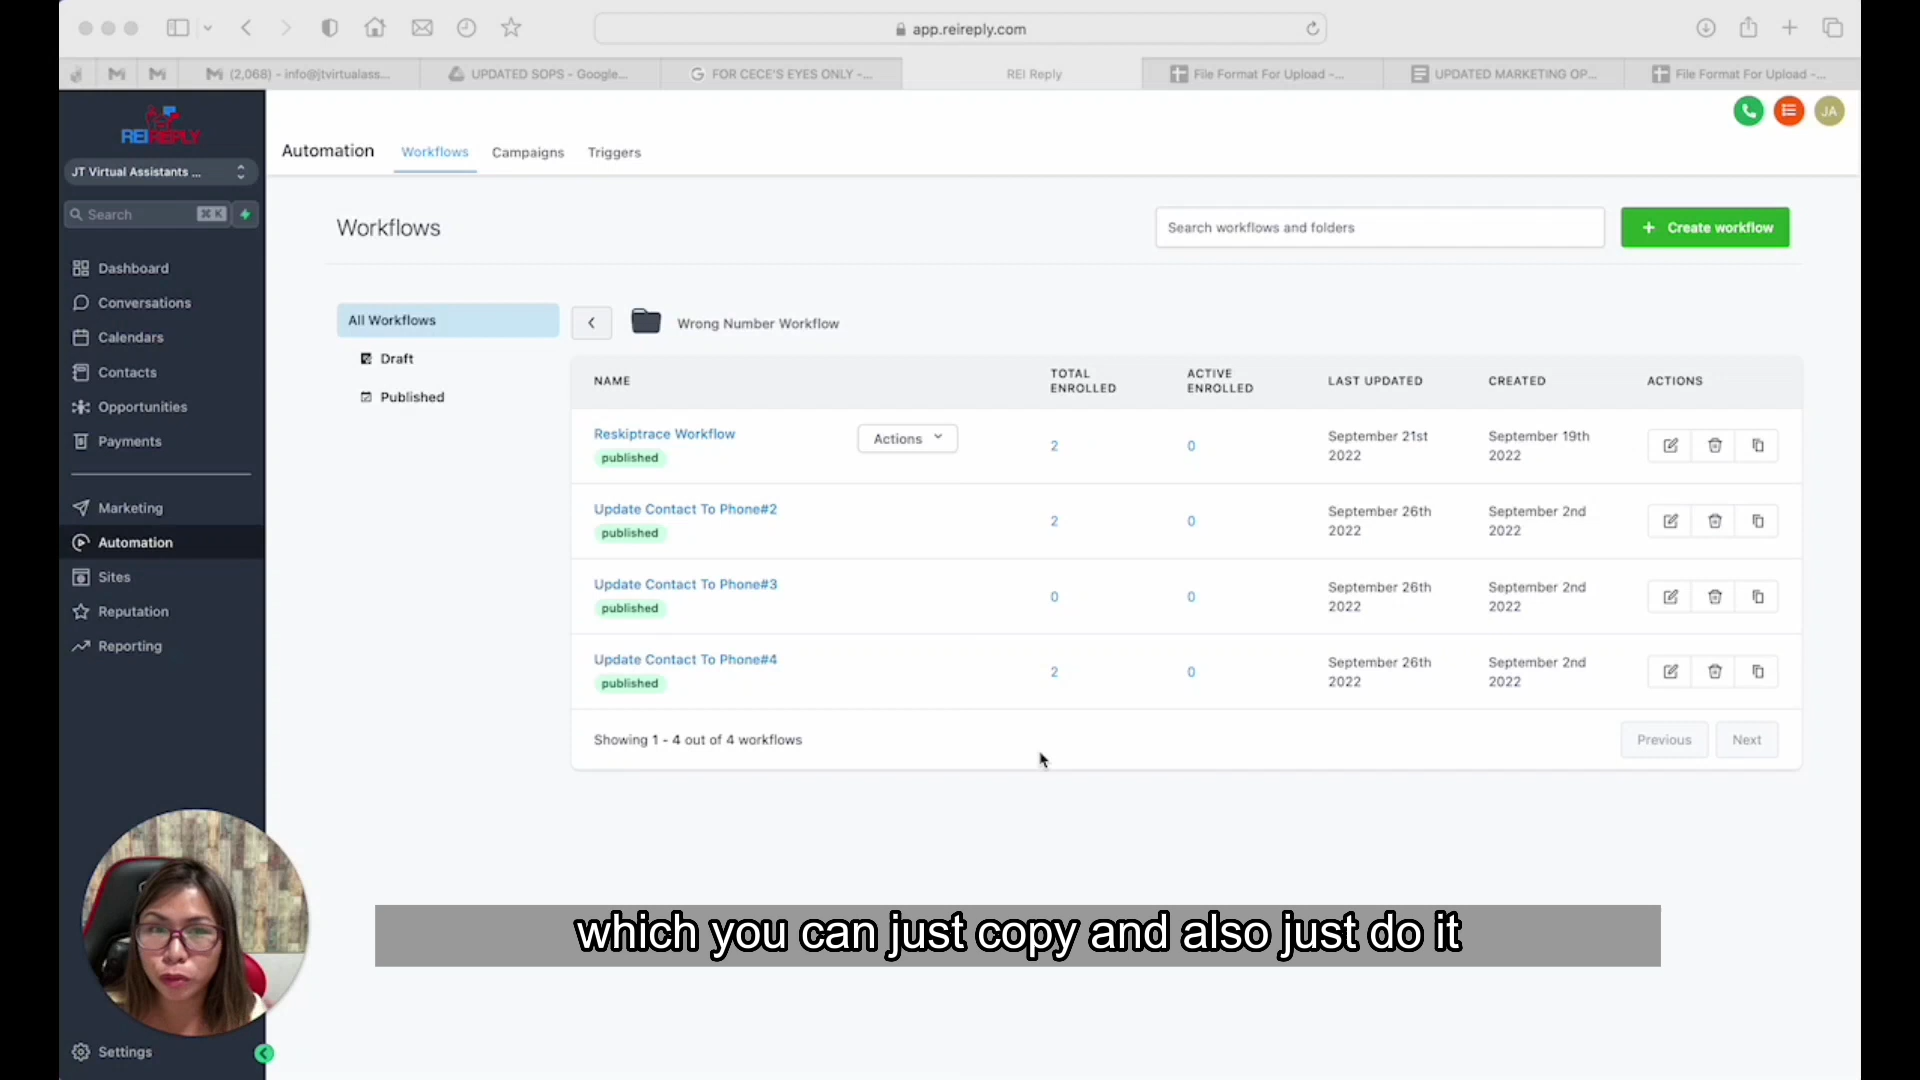 app.reireply.com
(2,068) - info@jtvirtualass...
UPDATED SOPS - Google...
FOR CECE'S EYES ONLY -...
REI Reply
File Format For Upload -...
UPDATED MARKETING OP...
File Format For Upload -...
REIREPLY
JT Virtual Assistants ...
Search
⌘ K
Dashboard
Conversations
Calendars
Contacts
Opportunities
Payments
Marketing
Automation
Sites
Reputation
Reporting
Settings
JA
Automation
Workflows
Campaigns
Triggers
Workflows
Search workflows and folders
+ Create workflow
All Workflows
Draft
Published
Wrong Number Workflow
NAME
TOTAL
ENROLLED
ACTIVE
ENROLLED
LAST UPDATED
CREATED
ACTIONS
Reskiptrace Workflow
published
Actions
2
0
September 21st
2022
September 19th
2022
Update Contact To Phone#2
published
2
0
September 26th
2022
September 2nd
2022
Update Contact To Phone#3
published
0
0
September 26th
2022
September 2nd
2022
Update Contact To Phone#4
published
2
0
September 26th
2022
September 2nd
2022
Showing 1 - 4 out of 4 workflows
Previous
Next
which you can just copy and also just do it